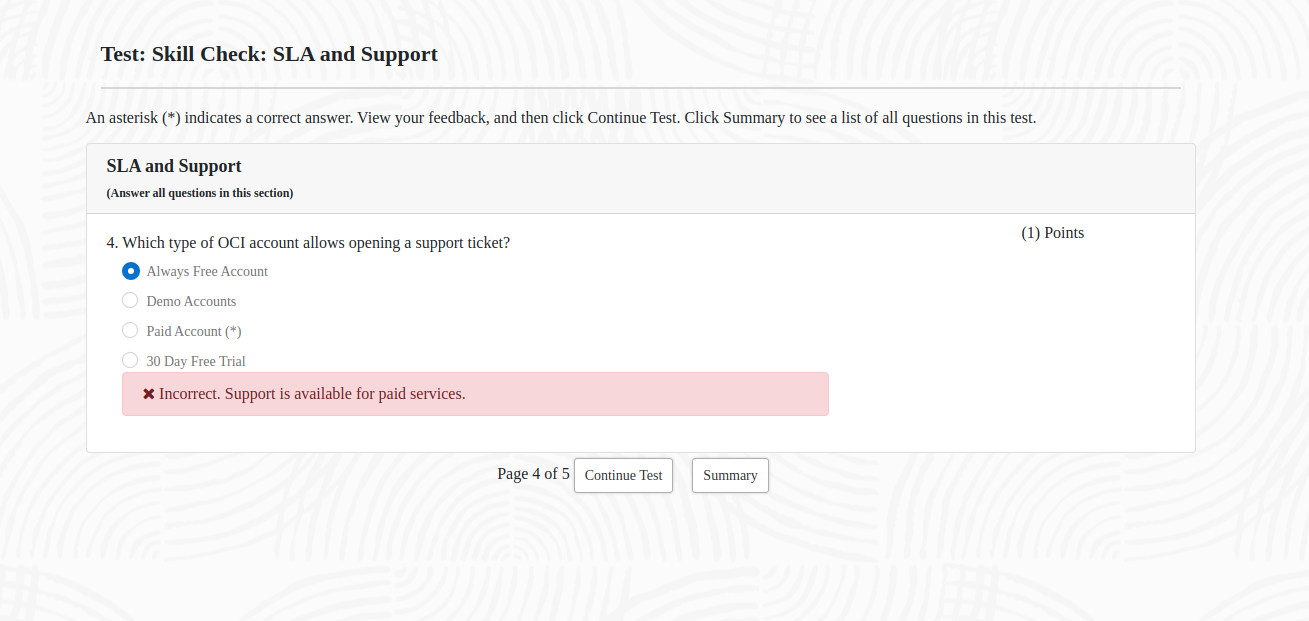 Test: Skill Check: SLA and Support
An asterisk (*) indicates a correct answer. View your feedback, and then click Continue Test. Click Summary to see a list of all questions in this test.
SLA and Support
(Answer all questions in this section)
4. Which type of OCI account allows opening a support ticket?
(1) Points
Always Free Account
Demo Accounts
Paid Account (*)
30 Day Free Trial
✖ Incorrect. Support is available for paid services.
Page 4 of 5 Continue Test Summary